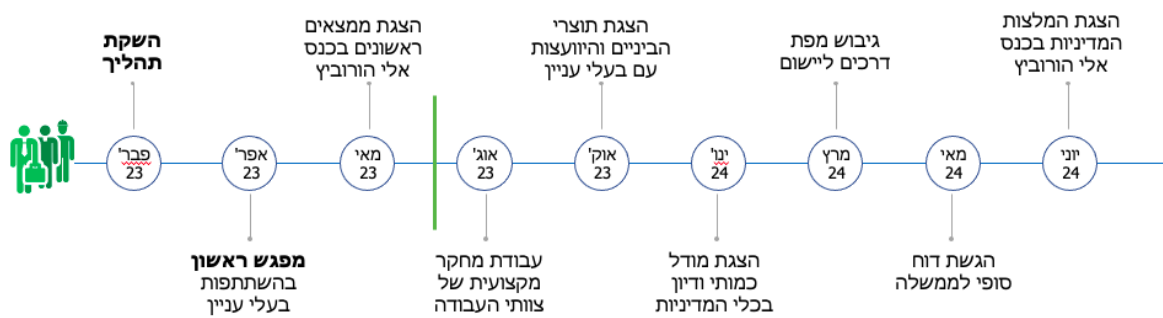 השקת
תהליך
הצגת ממצאים
ראשונים בכנס
אלי הורוביץ
הצגת תוצרי
הביניים והיוועצות
עם בעלי עניין
גיבוש מפת
דרכים ליישום
הצגת המלצות
המדיניות בכנס
אלי הורוביץ
פבר'
23
אפר'
23
מאי
23
אוג'
23
אוק'
23
ינו'
24
מרץ
24
מאי
24
יוני
24
מפגש ראשון
בהשתתפות
בעלי עניין
עבודת מחקר
מקצועית של
צוותי העבודה
הצגת מודל
כמותי ודיון
בכלי המדיניות
הגשת דוח
סופי לממשלה